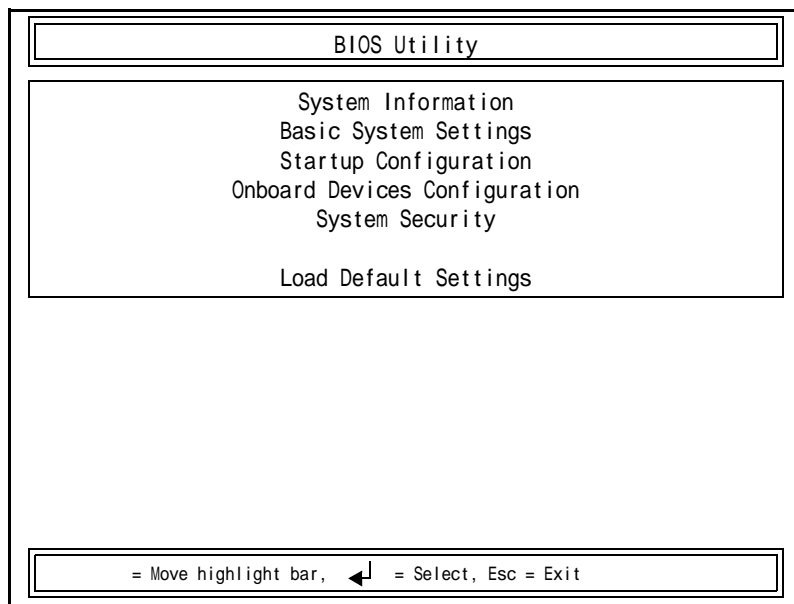 BIOS Utility
System Information
Basic System Settings
Startup Configuration
Onboard Devices Configuration
System Security
Load Default Settings
= Move highlight bar, ↵ = Select, Esc = Exit